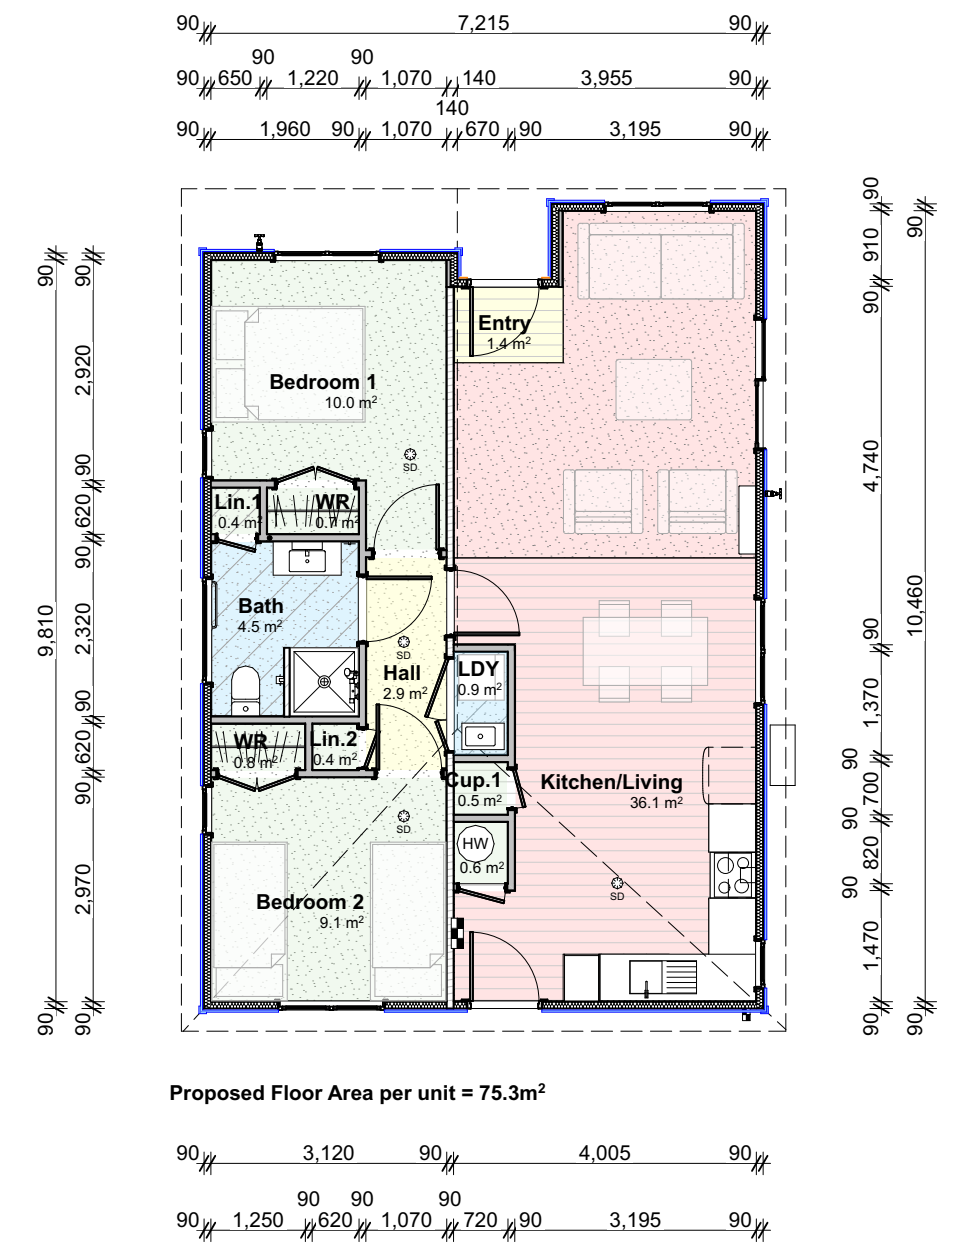 90 7,215 90
90 90
90 650 1,220 1,070 140 3,955 90
140
90 1,960 90 1,070 670 90 3,195 90
90 2,920 90 620 90 2,320 90 620 90 2,970 90
90 9,810 90
90 910 90 4,740 90 1,370 90 700 90 820 90 1,470 90
90 10,460 90
Entry
1.4 m²
Bedroom 1
10.0 m²
SD
Lin.1
0.4 m²
WR
0.7 m²
Bath
4.5 m²
SD
Hall
2.9 m²
LDY
0.9 m²
WR
0.8 m²
Lin.2
0.4 m²
Cup.1
0.5 m²
Kitchen/Living
36.1 m²
SD
HW
0.6 m²
SD
Bedroom 2
9.1 m²
Proposed Floor Area per unit = 75.3m²
90 3,120 90 4,005 90
90 90 90
90 1,250 620 1,070 720 90 3,195 90